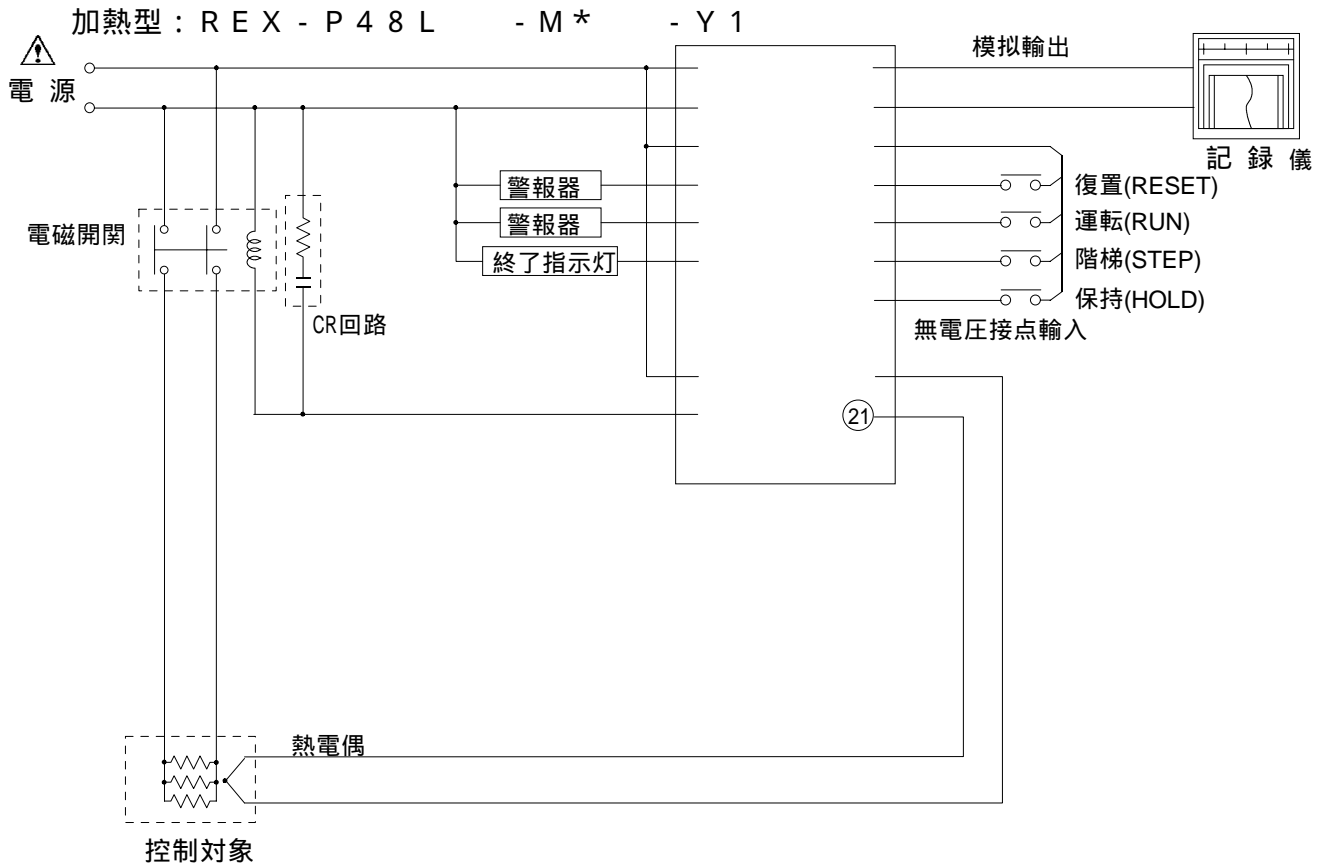 加熱型：ＲＥＸ-Ｐ４８Ｌ　-Ｍ*　-Ｙ１
電 源
模拟輸出
記 録 儀
警報器
復置(RESET)
警報器
運転(RUN)
電磁開関
終了指示灯
階梯(STEP)
保持(HOLD)
CR回路
無電圧接点輸入
21
熱電偶
控制対象